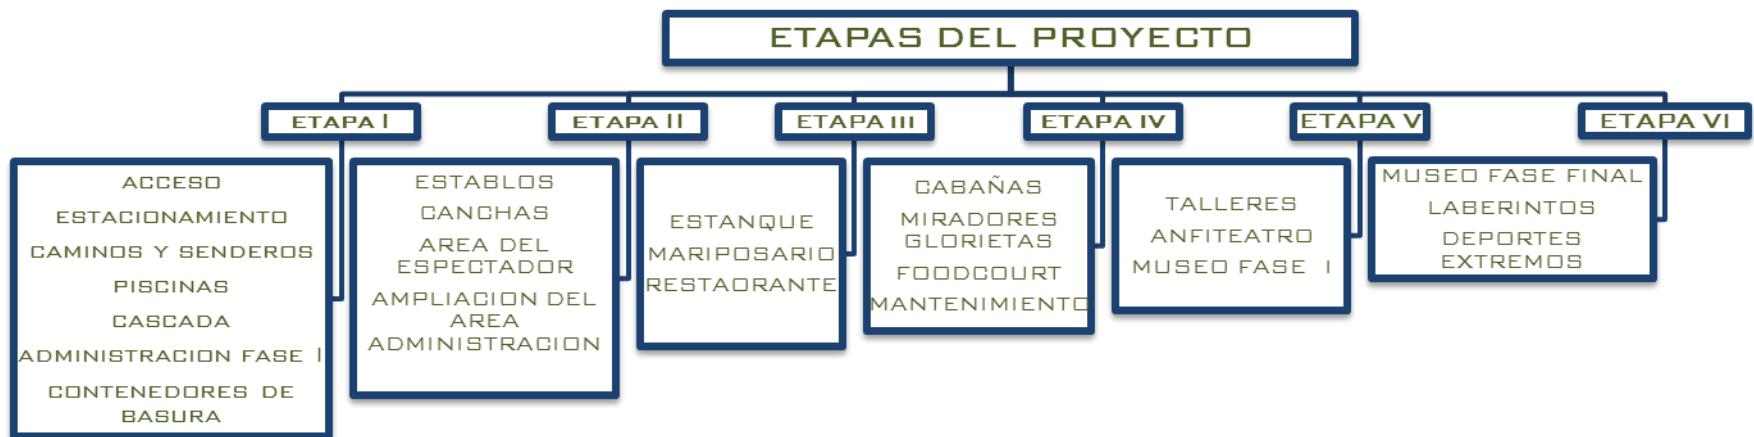 ETAPAS DEL PROYECTO
ETAPA I
ACCESO
ESTACIONAMIENTO
CAMINOS Y SENDEROS
PISCINAS
CASCADA
ADMINISTRACION FASE I
CONTENEDORES DE
BASURA
ETAPA II
ESTABLOS
CANCHAS
AREA DEL
ESPECTADOR
AMPLIACION DEL
AREA
ADMINISTRACION
ETAPA III
ESTANQUE
MARIPOSARIO
RESTAORANTE
ETAPA IV
CABAÑAS
MIRADORES
GLORIETAS
FOODCOURT
MANTENIMIENTO
ETAPA V
TALLERES
ANFITEATRO
MUSEO FASE I
ETAPA VI
MUSEO FASE FINAL
LABERINTOS
DEPORTES
EXTREMOS